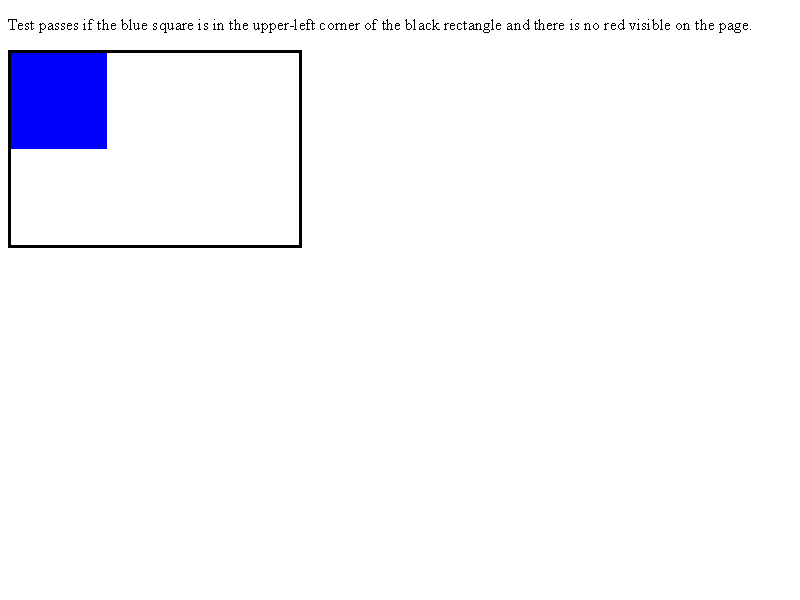 Test passes if the blue square is in the upper-left corner of the black rectangle and there is no red visible on the page.